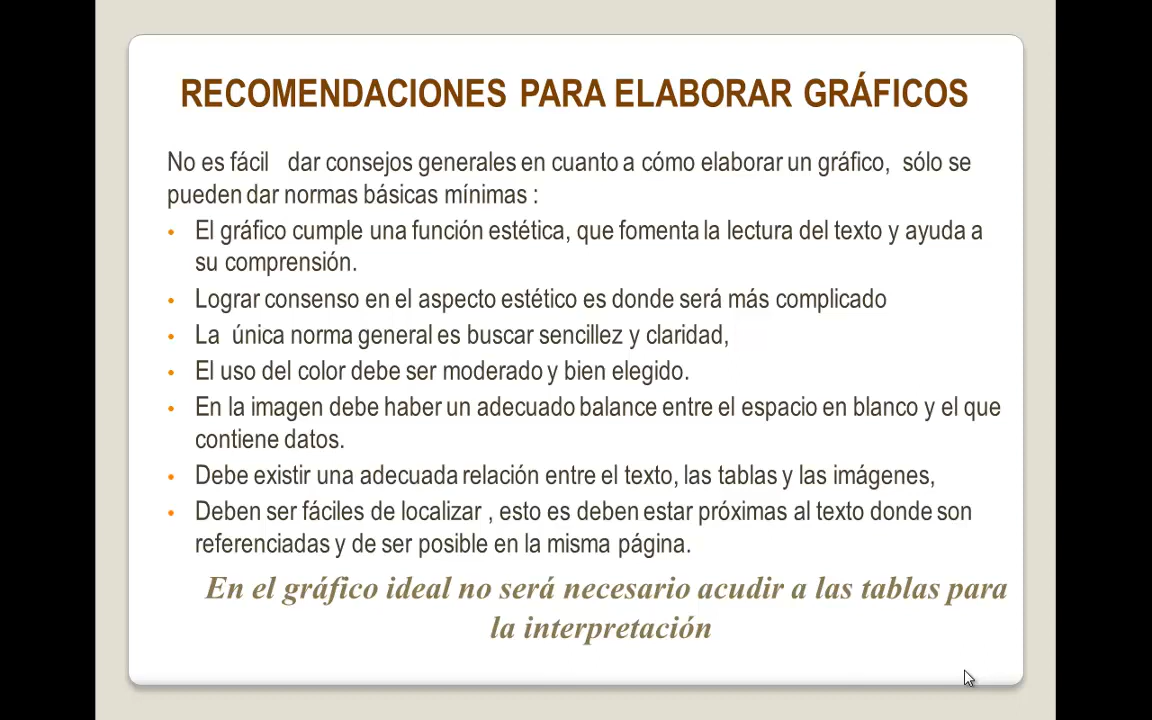 RECOMENDACIONES PARA ELABORAR GRÁFICOS
No es fácil dar consejos generales en cuanto a cómo elaborar un gráfico, sólo se
pueden dar normas básicas mínimas :
• El gráfico cumple una función estética, que fomenta la lectura del texto y ayuda a
su comprensión.
• Lograr consenso en el aspecto estético es donde será más complicado
• La única norma general es buscar sencillez y claridad,
• El uso del color debe ser moderado y bien elegido.
• En la imagen debe haber un adecuado balance entre el espacio en blanco y el que
contiene datos.
• Debe existir una adecuada relación entre el texto, las tablas y las imágenes,
• Deben ser fáciles de localizar , esto es deben estar próximas al texto donde son
referenciadas y de ser posible en la misma página.
En el gráfico ideal no será necesario acudir a las tablas para
la interpretación